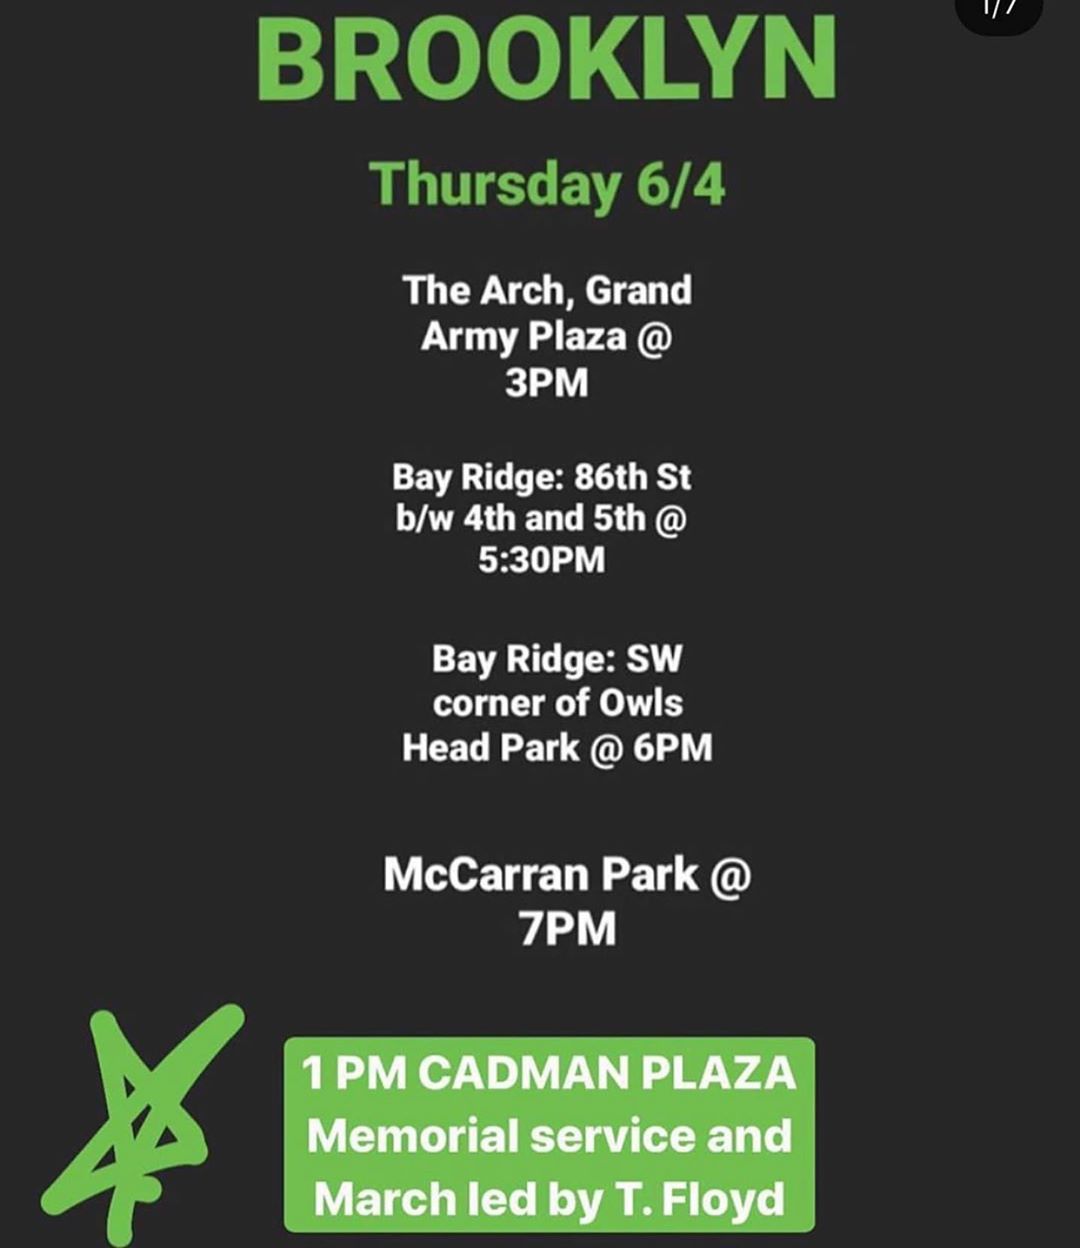 1/7
BROOKLYN
Thursday 6/4
The Arch, Grand
Army Plaza @
3PM
Bay Ridge: 86th St
b/w 4th and 5th @
5:30PM
Bay Ridge: SW
corner of Owls
Head Park @ 6PM
McCarran Park @
7PM
1 PM CADMAN PLAZA
Memorial service and
March led by T. Floyd